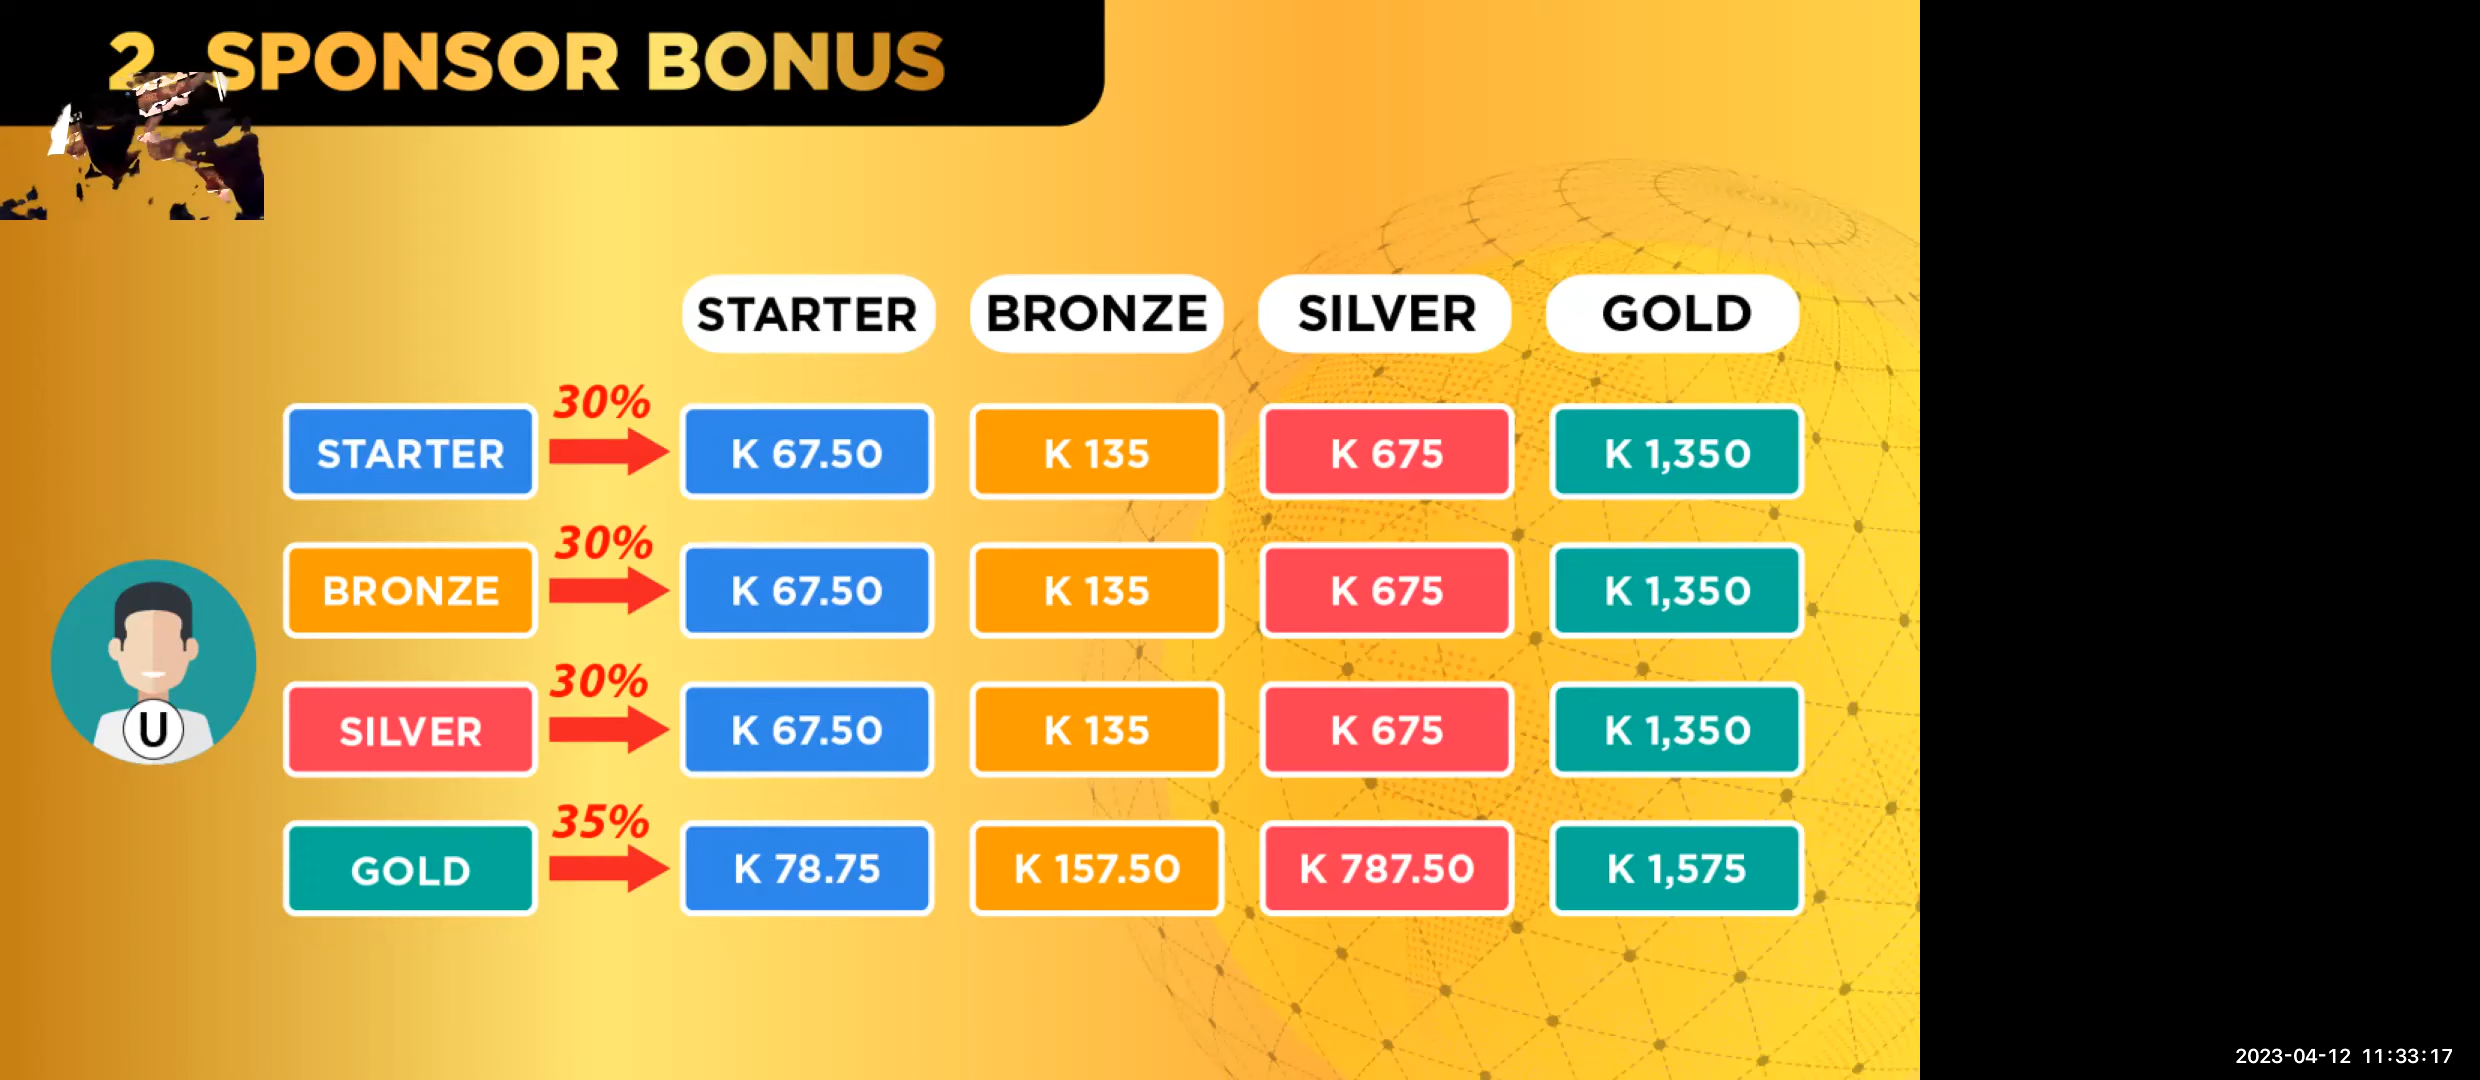 2. SPONSOR BONUS
STARTER BRONZE SILVER GOLD
STARTER 30% K 67.50 K 135 K 675 K 1,350
BRONZE 30% K 67.50 K 135 K 675 K 1,350
SILVER 30% K 67.50 K 135 K 675 K 1,350
GOLD 35% K 78.75 K 157.50 K 787.50 K 1,575
U
2023-04-12 11:33:17